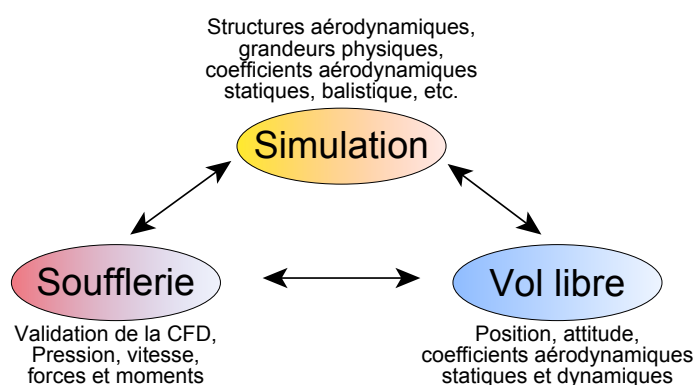 Structures aérodynamiques,
grandeurs physiques,
coefficients aérodynamiques
statiques, balistique, etc.
Simulation
Soufflerie
Validation de la CFD,
Pression, vitesse,
forces et moments
Vol libre
Position, attitude,
coefficients aérodynamiques
statiques et dynamiques